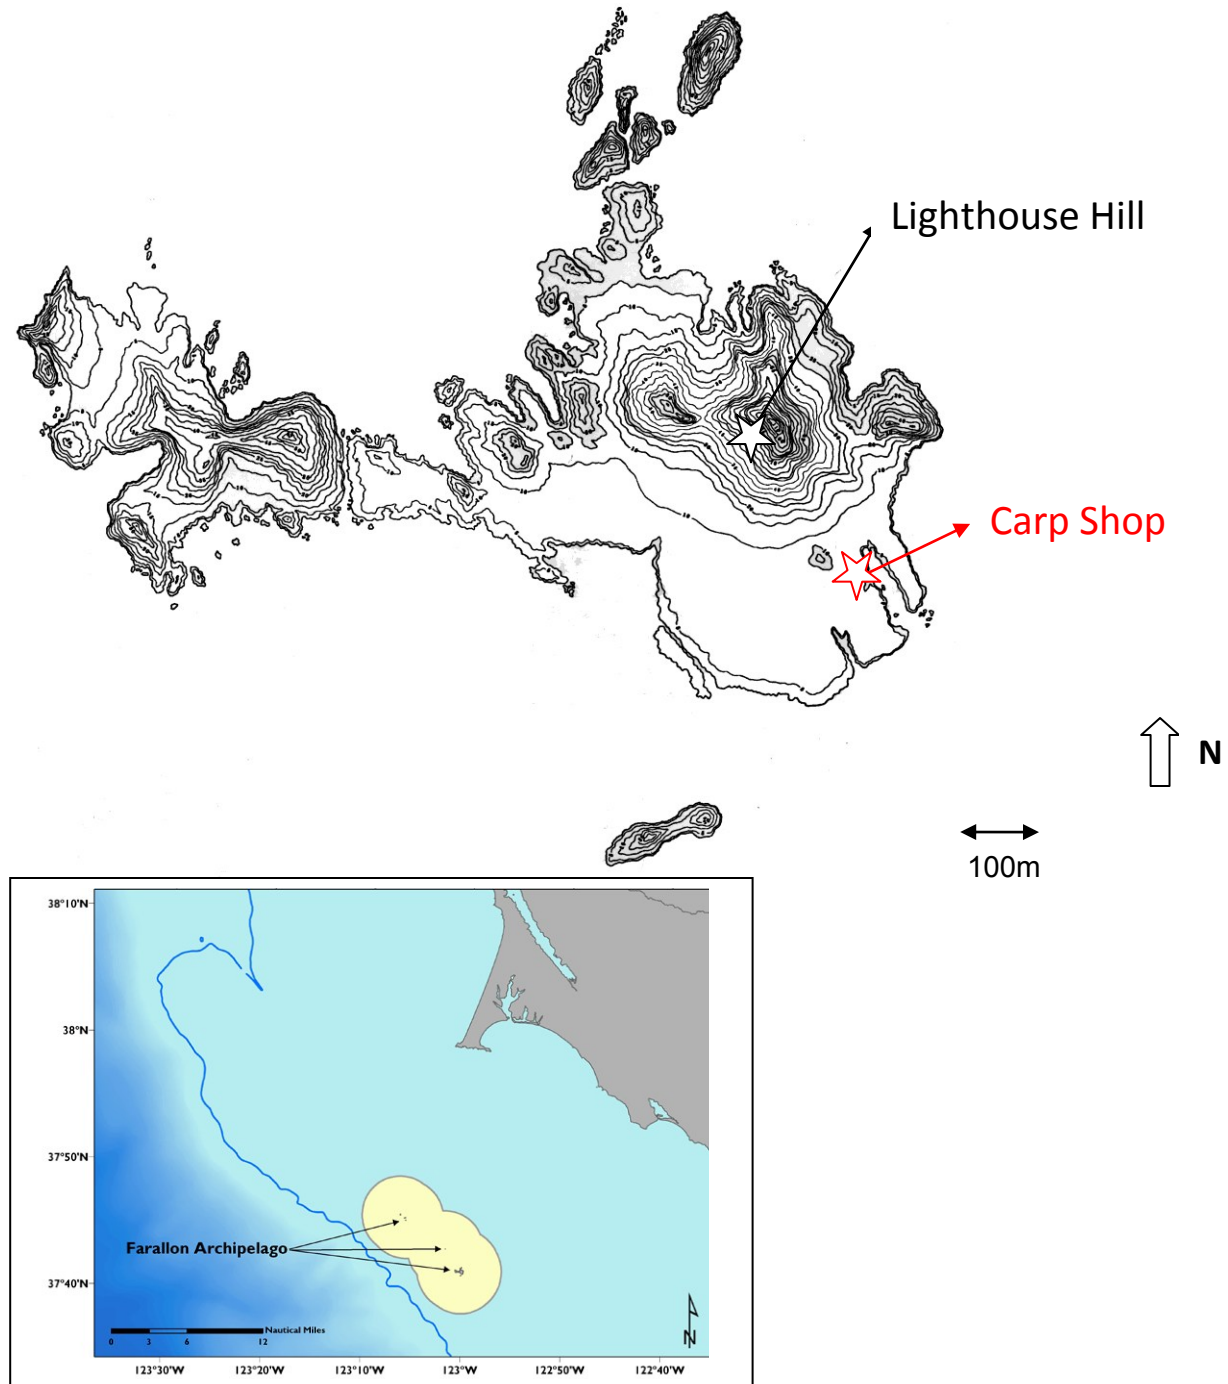 Lighthouse Hill
Carp Shop
N
100m
38°10'N
38°N
37°50'N
Farallon Archipelago
37°40'N
Nautical Miles
0 3 6 12
N
123°30'W 123°20'W 123°10'W 123°W 122°50'W 122°40'W